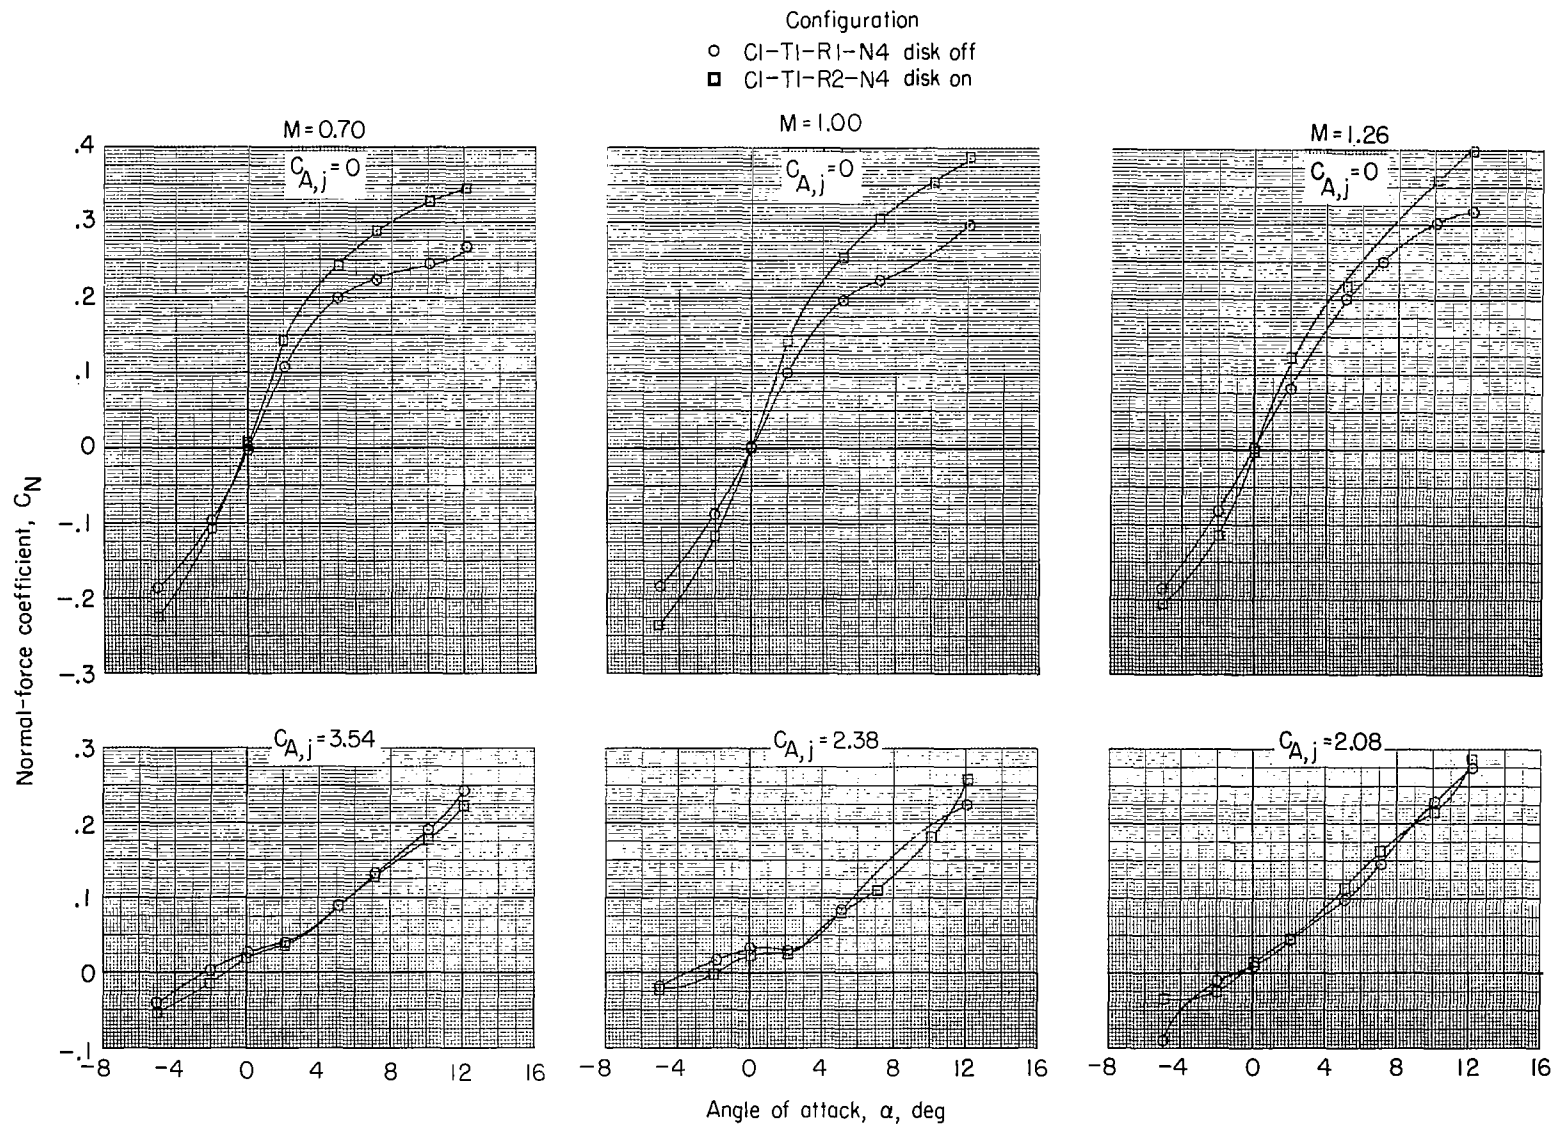 Configuration
C1-T1-R1-N4 disk off
C1-T1-R2-N4 disk on
M=0.70
M=1.00
M=1.26
C_A,j=0
C_A,j=0
C_A,j=0
.4
.3
.2
.1
0
-.1
-.2
-.3
Normal-force coefficient, C_N
C_A,j=3.54
C_A,j=2.38
C_A,j=2.08
.3
.2
.1
0
-.1
-8 -4 0 4 8 12 16
-8 -4 0 4 8 12 16
-8 -4 0 4 8 12 16
Angle of attack, α, deg